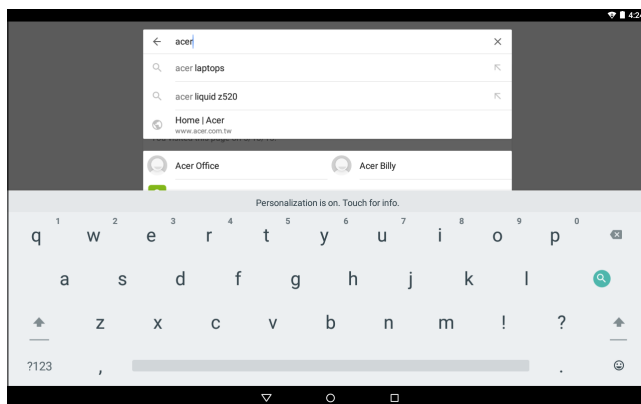 4:24
acer
acer laptops
acer liquid z520
Home | Acer
www.acer.com.tw
Acer Office Acer Billy
Personalization is on. Touch for info.
1 2 3 4 5 6 7 8 9 0
q w e r t y u i o p
a s d f g h j k l
z x c v b n m ! ?
?123 , .